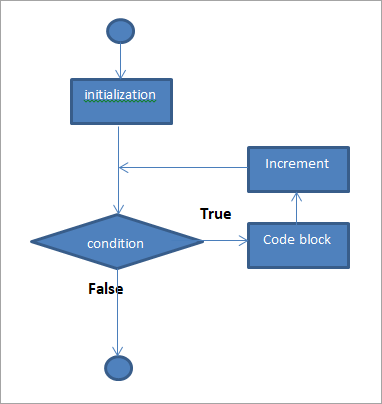 initialization
Increment
True
condition
Code block
False